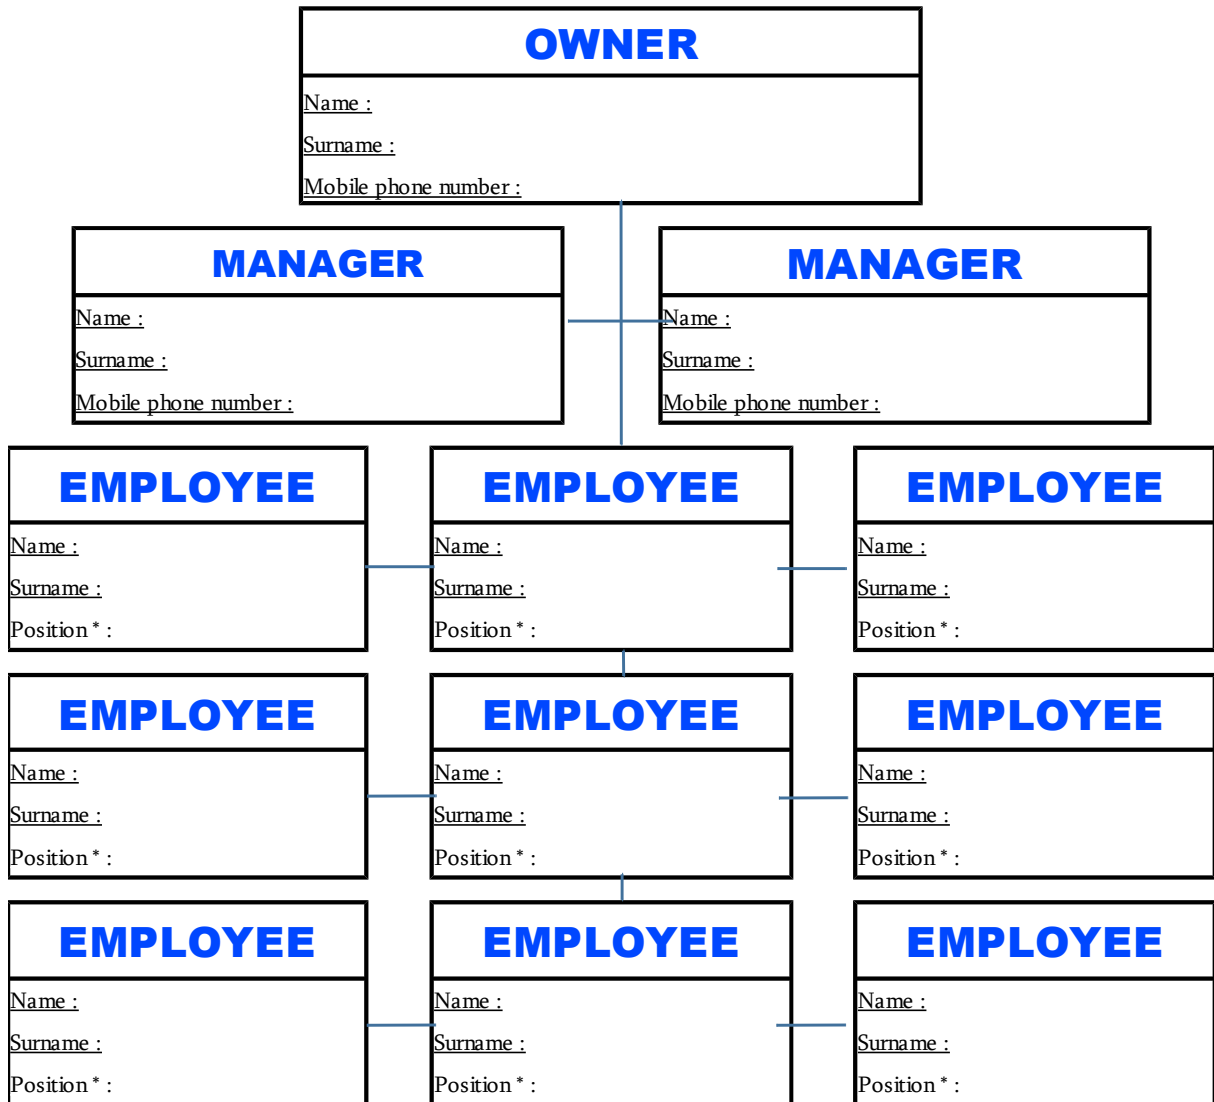 OWNER
Name :
Surname :
Mobile phone number :
MANAGER
Name :
Surname :
Mobile phone number :
MANAGER
Name :
Surname :
Mobile phone number :
EMPLOYEE
Name :
Surname :
Position * :
EMPLOYEE
Name :
Surname :
Position * :
EMPLOYEE
Name :
Surname :
Position * :
EMPLOYEE
Name :
Surname :
Position * :
EMPLOYEE
Name :
Surname :
Position * :
EMPLOYEE
Name :
Surname :
Position * :
EMPLOYEE
Name :
Surname :
Position * :
EMPLOYEE
Name :
Surname :
Position * :
EMPLOYEE
Name :
Surname :
Position * :